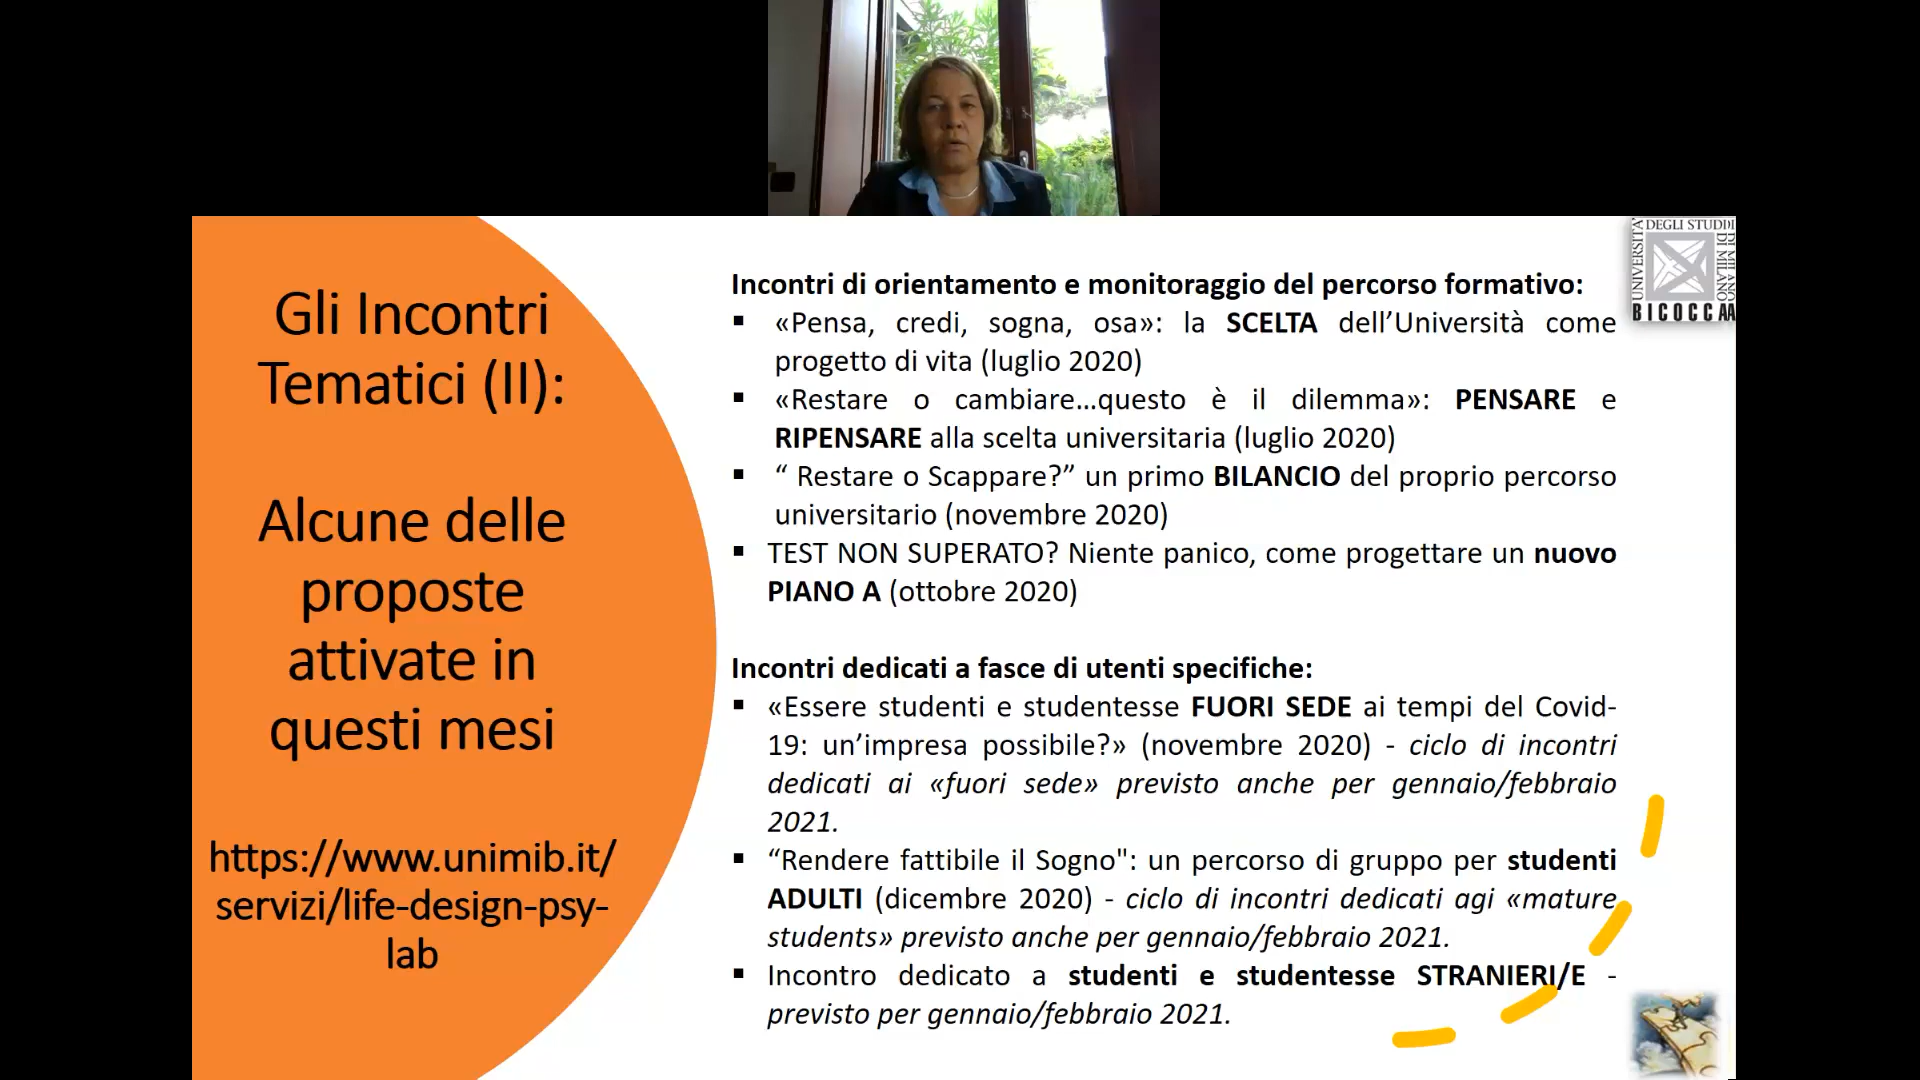 Gli Incontri
Tematici (II):
Alcune delle
proposte
attivate in
questi mesi
https://www.unimib.it/
servizi/life-design-psy-
lab
Incontri di orientamento e monitoraggio del percorso formativo:
▪ «Pensa, credi, sogna, osa»: la SCELTA dell’Università come
progetto di vita (luglio 2020)
▪ «Restare o cambiare...questo è il dilemma»: PENSARE e
RIPENSARE alla scelta universitaria (luglio 2020)
▪ “ Restare o Scappare?” un primo BILANCIO del proprio percorso
universitario (novembre 2020)
▪ TEST NON SUPERATO? Niente panico, come progettare un nuovo
PIANO A (ottobre 2020)
Incontri dedicati a fasce di utenti specifiche:
▪ «Essere studenti e studentesse FUORI SEDE ai tempi del Covid-
19: un’impresa possibile?» (novembre 2020) - ciclo di incontri
dedicati ai «fuori sede» previsto anche per gennaio/febbraio
2021.
▪ “Rendere fattibile il Sogno": un percorso di gruppo per studenti
ADULTI (dicembre 2020) - ciclo di incontri dedicati agi «mature
students» previsto anche per gennaio/febbraio 2021.
▪ Incontro dedicato a studenti e studentesse STRANIERI/E -
previsto per gennaio/febbraio 2021.
UNIVERSITÀ
DEGLI STUDI
DI MILANO
BICOCCA